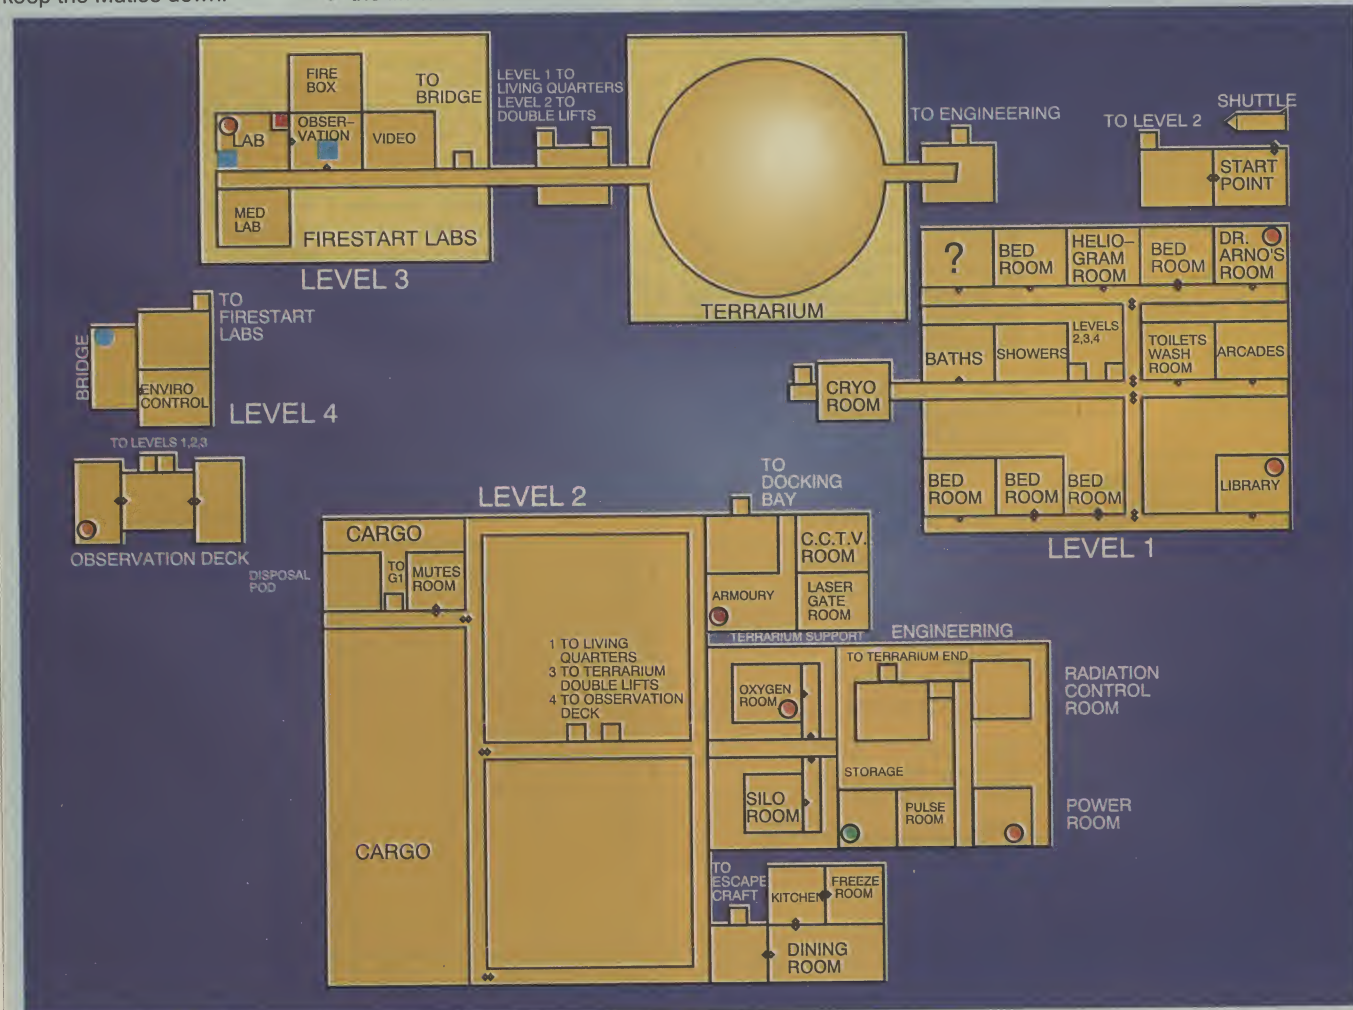 keep the Muties down.
FIRE
BOX
TO
BRIDGE
LAB
OBSER-
VATION
VIDEO
MED
LAB
FIRESTART LABS
LEVEL 3
LEVEL 1 TO
LIVING QUARTERS
LEVEL 2 TO
DOUBLE LIFTS
TERRARIUM
TO ENGINEERING
TO LEVEL 2
SHUTTLE
START
POINT
?
BED
ROOM
HELIO-
GRAM
ROOM
BED
ROOM
DR.
ARNO'S
ROOM
BATHS
SHOWERS
LEVELS
2,3,4
TOILETS
WASH
ROOM
ARCADES
CRYO
ROOM
BED
ROOM
BED
ROOM
BED
ROOM
LIBRARY
LEVEL 1
TO
FIRESTART
LABS
BRIDGE
ENVIRO
CONTROL
LEVEL 4
TO LEVELS 1,2,3
OBSERVATION DECK
LEVEL 2
DISPOSAL
POD
CARGO
TO
G1
MUTES
ROOM
CARGO
1 TO LIVING
QUARTERS
3 TO TERRARIUM
DOUBLE LIFTS
4 TO OBSERVATION
DECK
TO
DOCKING
BAY
C.C.T.V.
ROOM
ARMOURY
LASER
GATE
ROOM
TERRARIUM SUPPORT
OXYGEN
ROOM
SILO
ROOM
ENGINEERING
TO TERRARIUM END
STORAGE
PULSE
ROOM
RADIATION
CONTROL
ROOM
POWER
ROOM
TO
ESCAPE
CRAFT
KITCHEN
FREEZE
ROOM
DINING
ROOM